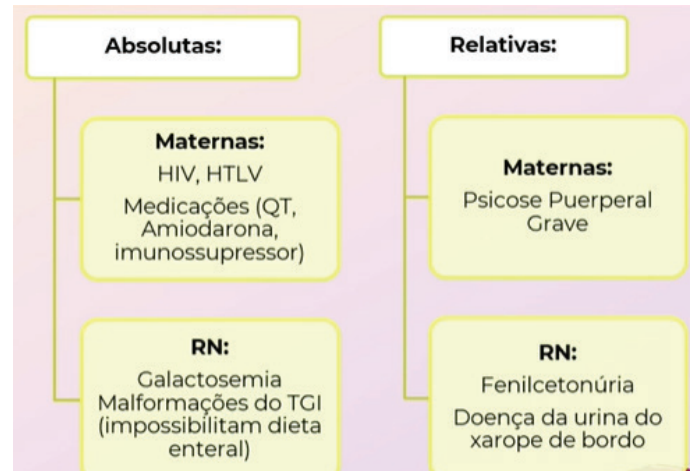 Absolutas:
Maternas:
HIV, HTLV
Medicações (QT,
Amiodarona,
imunossupressor)
RN:
Galactosemia
Malformações do TGI
(impossibilitam dieta
enteral)
Relativas:
Maternas:
Psicose Puerperal
Grave
RN:
Fenilcetonúria
Doença da urina do
xarope de bordo